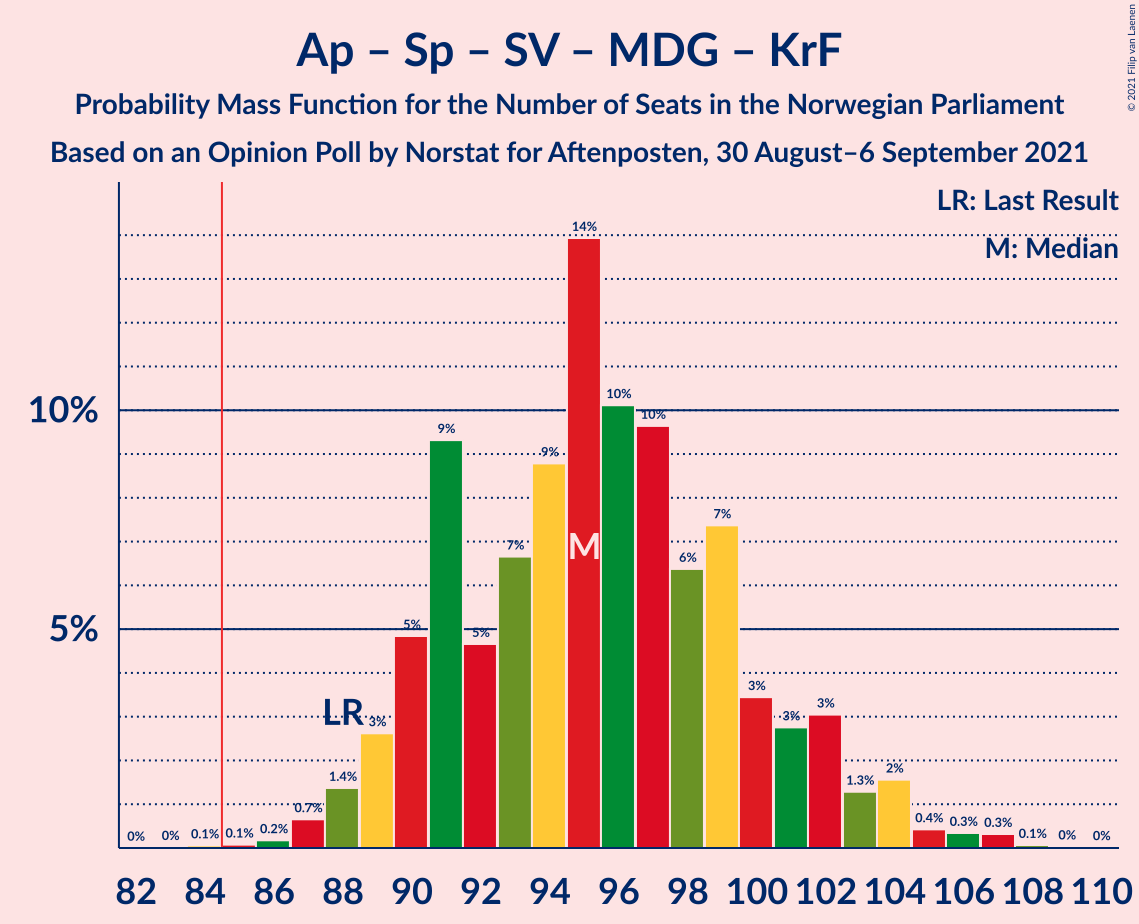 Ap – Sp – SV – MDG – KrF
Probability Mass Function for the Number of Seats in the Norwegian Parliament
Based on an Opinion Poll by Norstat for Aftenposten, 30 August–6 September 2021
© 2021 Filip van Laenen
LR: Last Result
M: Median
14%
10%
10%
10%
9%
9%
7%
7%
6%
M
5%
5%
5%
LR
3%
3%
3%
3%
1.4%
1.3%
2%
0.7%
0% 0% 0.1% 0.1% 0.2%
0.4% 0.3% 0.3% 0.1% 0% 0%
82 84 86 88 90 92 94 96 98 100 102 104 106 108 110